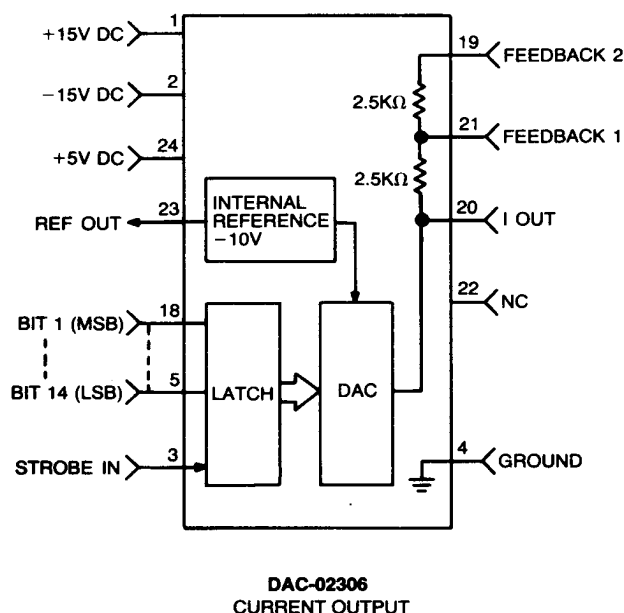 +15V DC
1
-15V DC
2
+5V DC
24
REF OUT
23
INTERNAL
REFERENCE
-10V
BIT 1 (MSB)
18
BIT 14 (LSB)
5
LATCH
DAC
STROBE IN
3
19
FEEDBACK 2
2.5KΩ
21
FEEDBACK 1
2.5KΩ
20
I OUT
22
NC
4
GROUND
DAC-02306
CURRENT OUTPUT